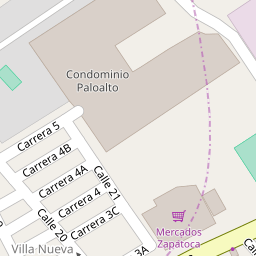 Condominio
Paloalto
Carrera 5
Carrera 4B
Carrera 4A
Carrera 4
Carrera 3C
Calle 21
Calle 20
3A
Mercados
Zapatoca
Villa Nueva